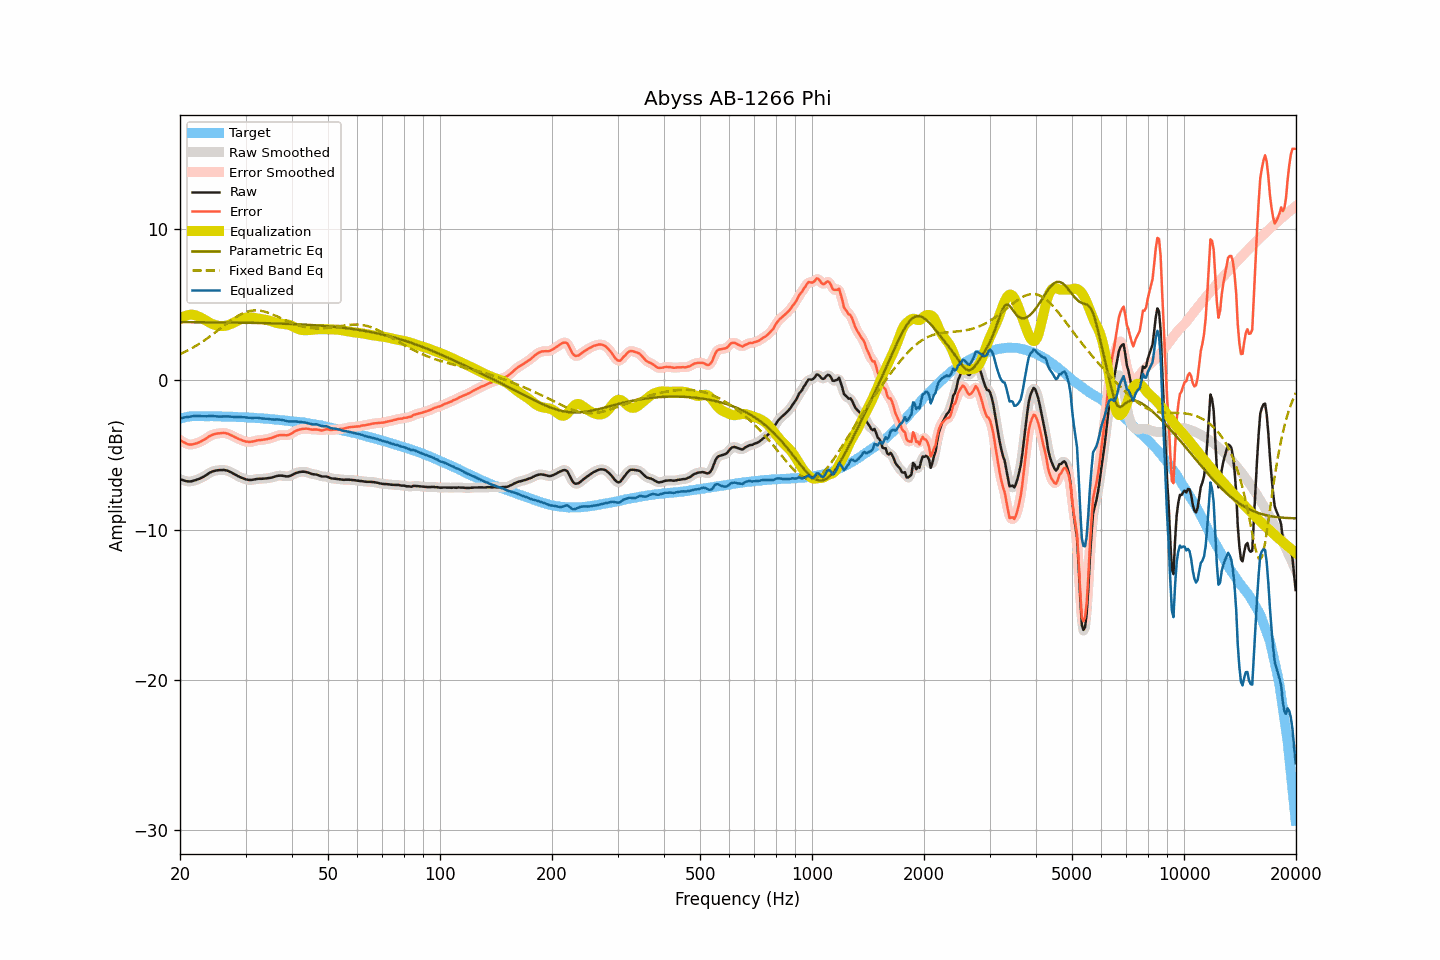 Abyss AB-1266 Phi
Target
Raw Smoothed
Error Smoothed
Raw
Error
Equalization
Parametric Eq
Fixed Band Eq
Equalized
10
0
−10
−20
−30
Amplitude (dBr)
20 50 100 200 500 1000 2000 5000 10000 20000
Frequency (Hz)